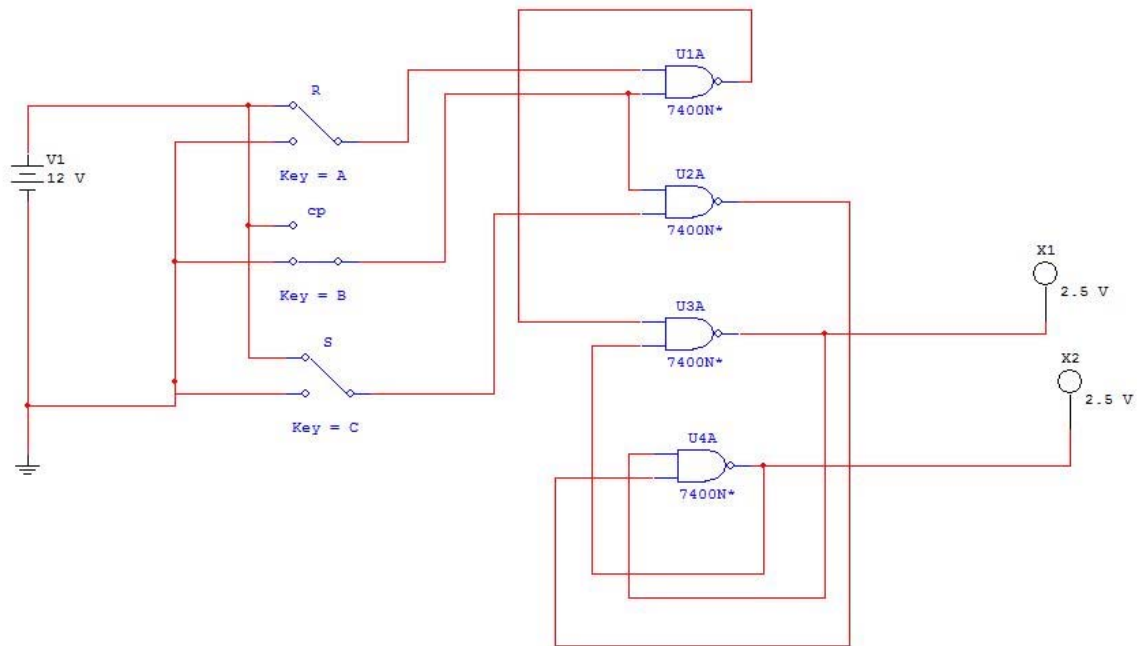 U1A
7400N*
R
V1
12 V
Key = A
U2A
7400N*
cp
X1
2.5 V
Key = B
U3A
7400N*
S
X2
2.5 V
Key = C
U4A
7400N*